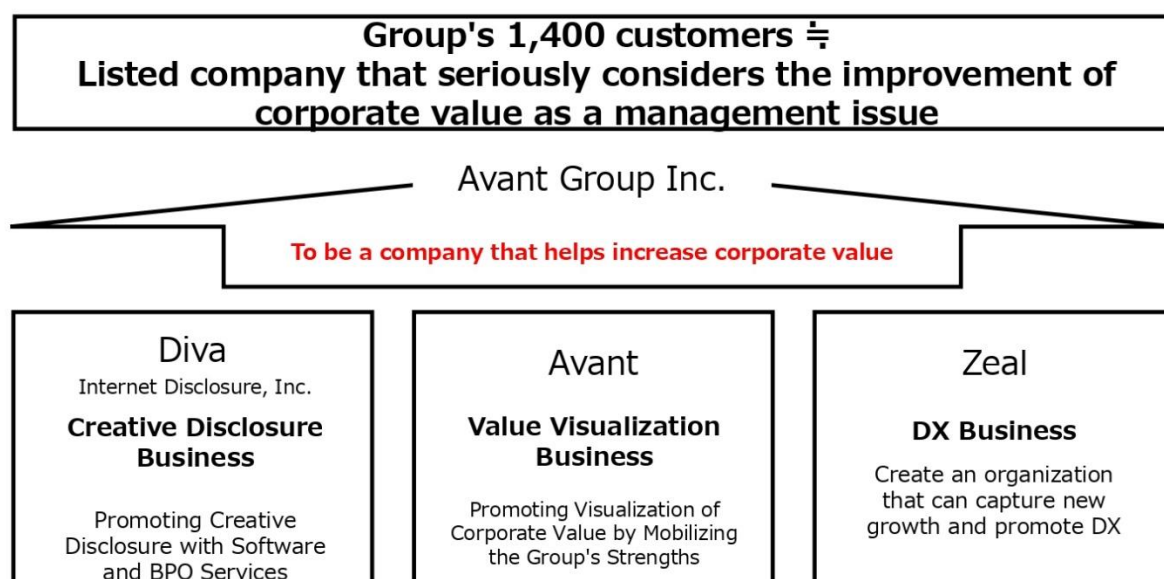 Group's 1,400 customers ≒
Listed company that seriously considers the improvement of
corporate value as a management issue
Avant Group Inc.
To be a company that helps increase corporate value
Diva
Internet Disclosure, Inc.
Creative Disclosure
Business
Promoting Creative
Disclosure with Software
and BPO Services
Avant
Value Visualization
Business
Promoting Visualization of
Corporate Value by Mobilizing
the Group's Strengths
Zeal
DX Business
Create an organization
that can capture new
growth and promote DX